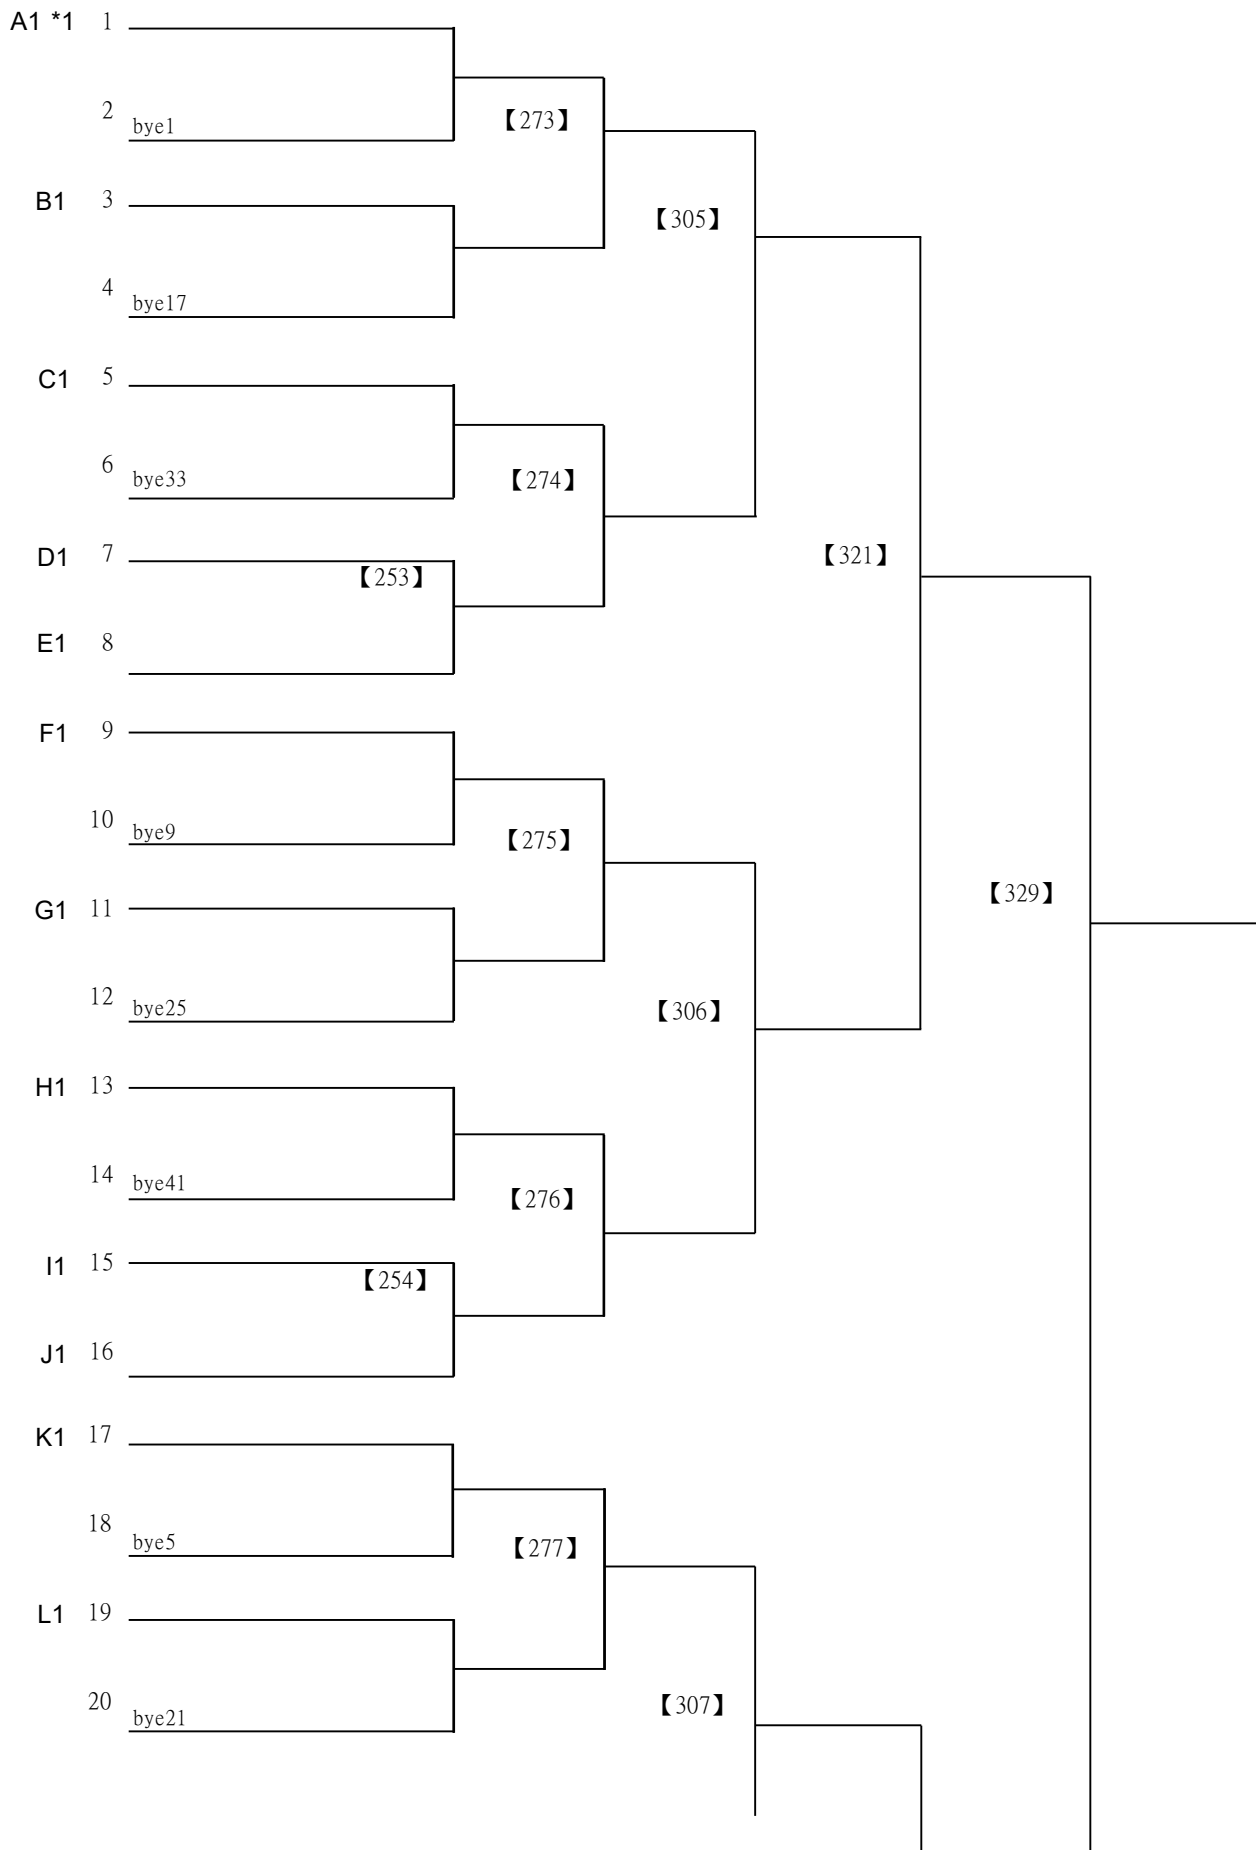 A1 *1 1
2 bye1
【273】
B1 3
【305】
4 bye17
C1 5
6 bye33
【274】
D1 7
【253】
【321】
E1 8
F1 9
10 bye9
【275】
【329】
G1 11
12 bye25
【306】
H1 13
14 bye41
【276】
I1 15
【254】
J1 16
K1 17
18 bye5
【277】
L1 19
20 bye21
【307】